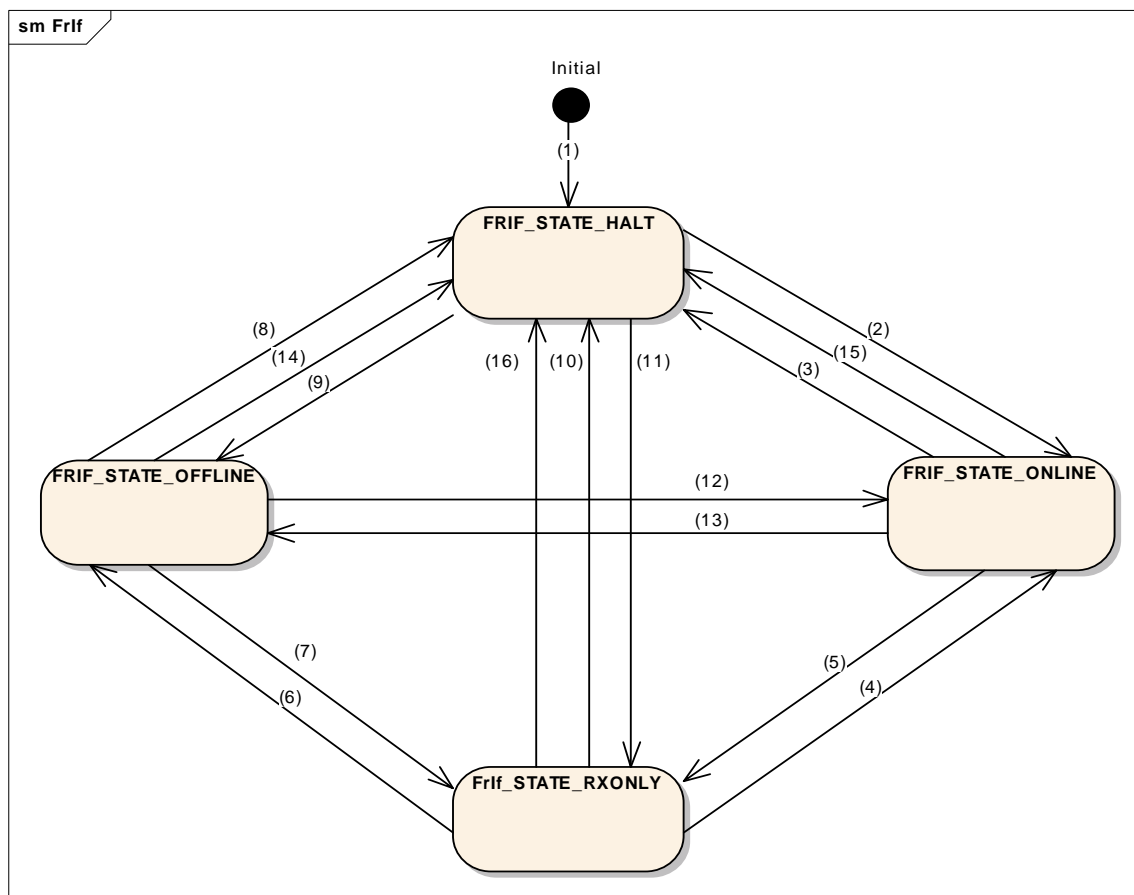 sm FrIf
Initial
(1)
FRIF_STATE_HALT
(8)
(14)
(9)
(16)
(10)
(11)
(2)
(15)
(3)
FRIF_STATE_OFFLINE
FRIF_STATE_ONLINE
(12)
(13)
(7)
(6)
(5)
(4)
FrIf_STATE_RXONLY